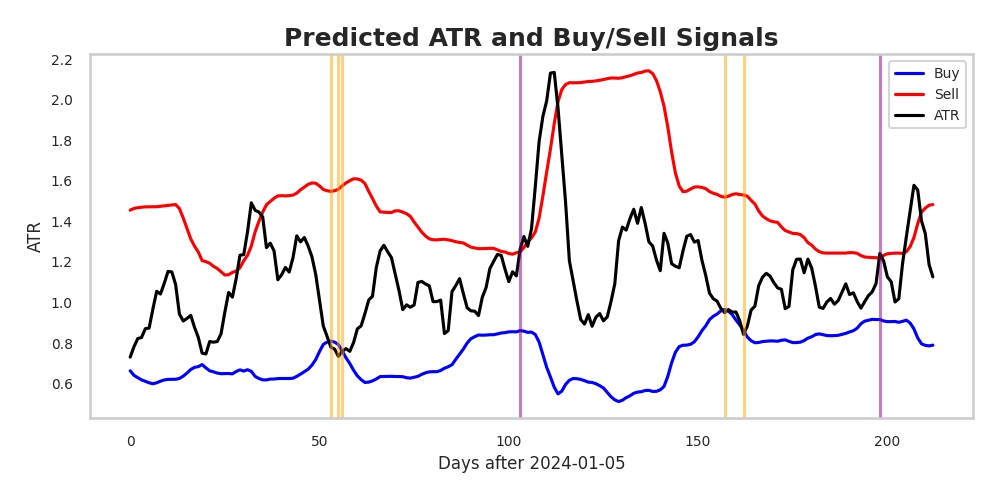 Predicted ATR and Buy/Sell Signals
2.2
2.0
1.8
1.6
1.4
1.2
1.0
0.8
0.6
ATR
Buy
Sell
ATR
0
50
100
150
200
Days after 2024-01-05